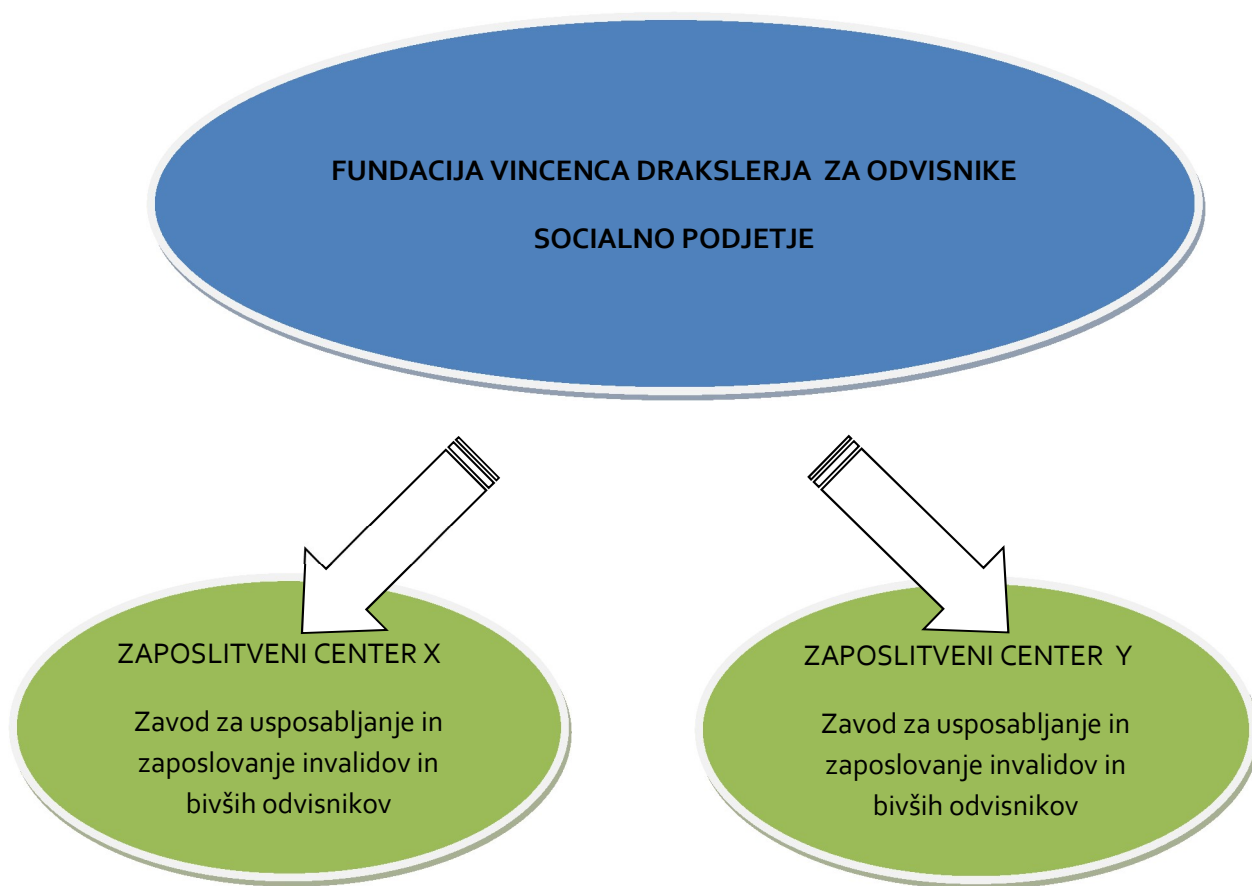 FUNDACIJA VINCENCA DRAKSLERJA ZA ODVISNIKE
SOCIALNO PODJETJE
ZAPOSLITVENI CENTER X
Zavod za usposabljanje in
zaposlovanje invalidov in
bivših odvisnikov
ZAPOSLITVENI CENTER Y
Zavod za usposabljanje in
zaposlovanje invalidov in
bivših odvisnikov